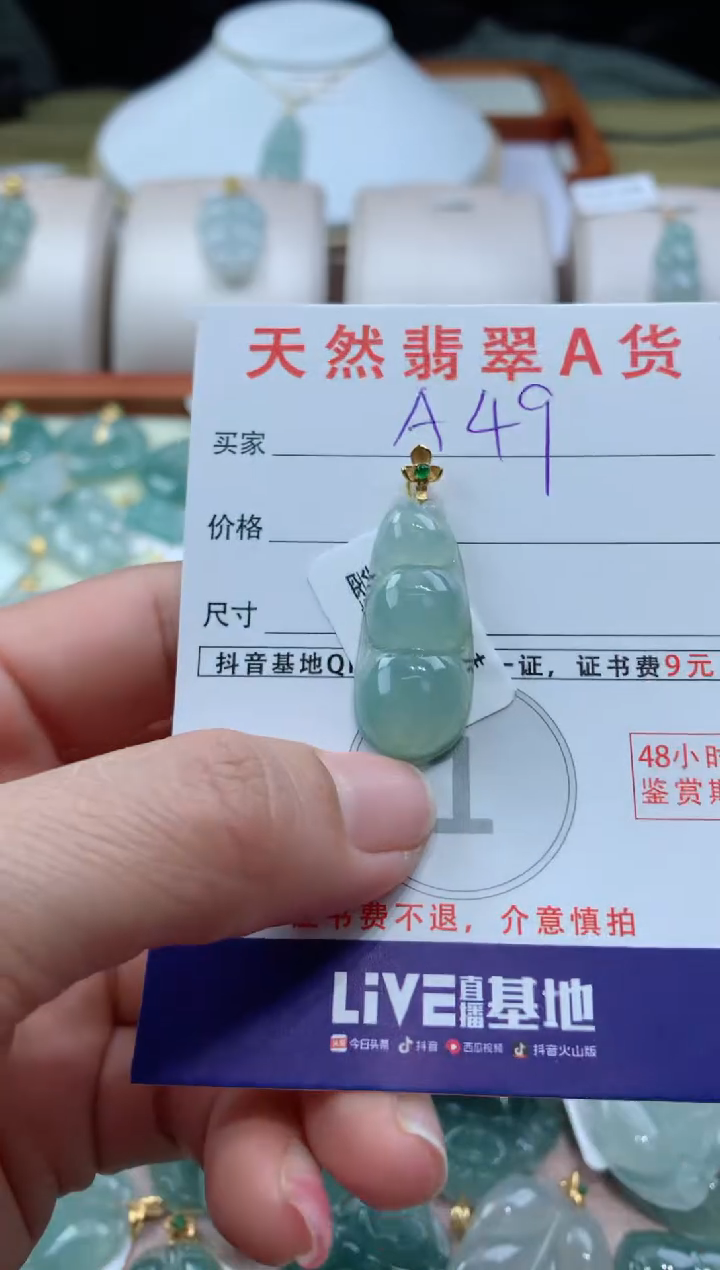 天然翡翠A货
买家 A49
价格
尺寸
抖音基地Q 一证，证书费9元
48小时
鉴赏期
证书费不退，介意慎拍
1
LiVE直播基地
今日头条 抖音 西瓜视频 抖音火山版